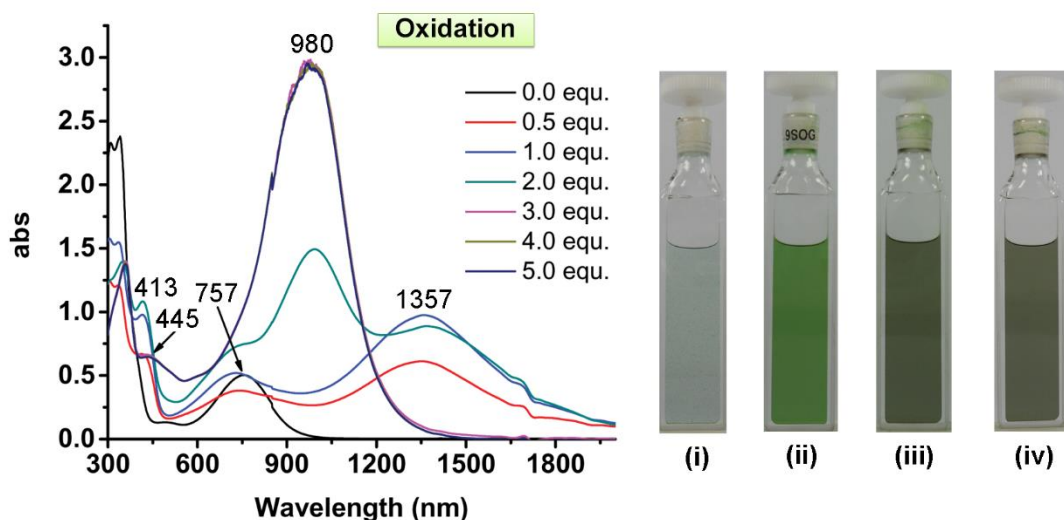 Oxidation
980
0.0 equ.
0.5 equ.
1.0 equ.
2.0 equ.
3.0 equ.
4.0 equ.
5.0 equ.
413
445
757
1357
3.0
2.5
2.0
1.5
1.0
0.5
0.0
abs
300 600 900 1200 1500 1800
Wavelength (nm)
9SOG
(i) (ii) (iii) (iv)